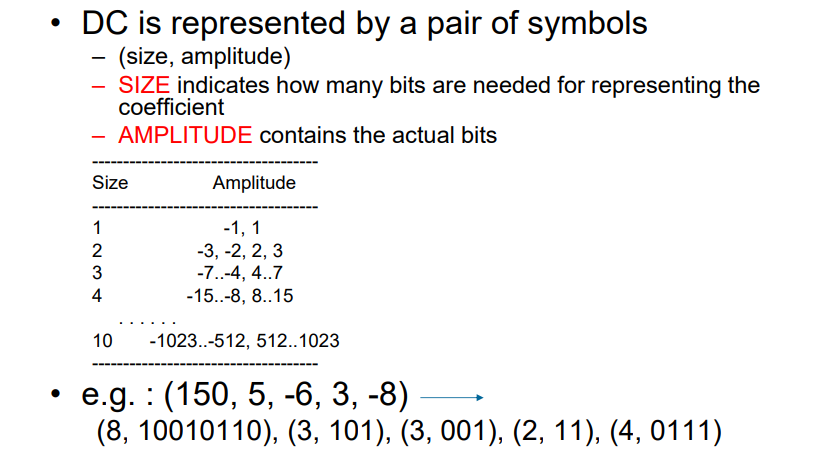 • DC is represented by a pair of symbols
– (size, amplitude)
– SIZE indicates how many bits are needed for representing the
coefficient
– AMPLITUDE contains the actual bits
-------------------------------------
Size Amplitude
-------------------------------------
1 -1, 1
2 -3, -2, 2, 3
3 -7..-4, 4..7
4 -15..-8, 8..15
. . . . . .
10 -1023..-512, 512..1023
-------------------------------------
• e.g. : (150, 5, -6, 3, -8)
(8, 10010110), (3, 101), (3, 001), (2, 11), (4, 0111)